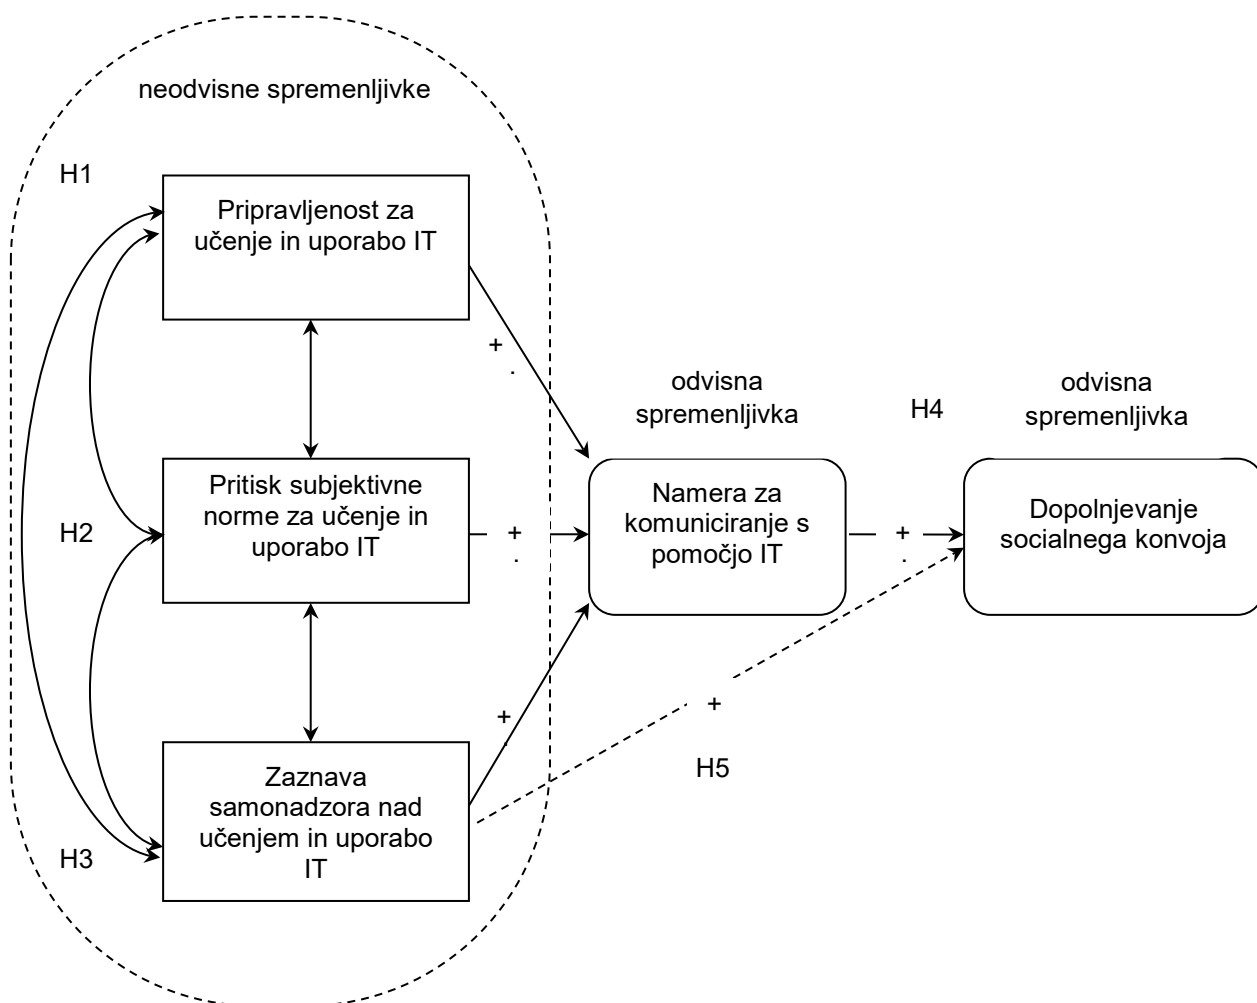 neodvisne spremenljivke
H1
Pripravljenost za
učenje in uporabo IT
+
.
odvisna
spremenljivka
H4
odvisna
spremenljivka
H2
Pritisk subjektivne
norme za učenje in
uporabo IT
+
.
Namera za
komuniciranje s
pomočjo IT
+
.
Dopolnjevanje
socialnega konvoja
+
.
+
H5
H3
Zaznava
samonadzora nad
učenjem in uporabo
IT